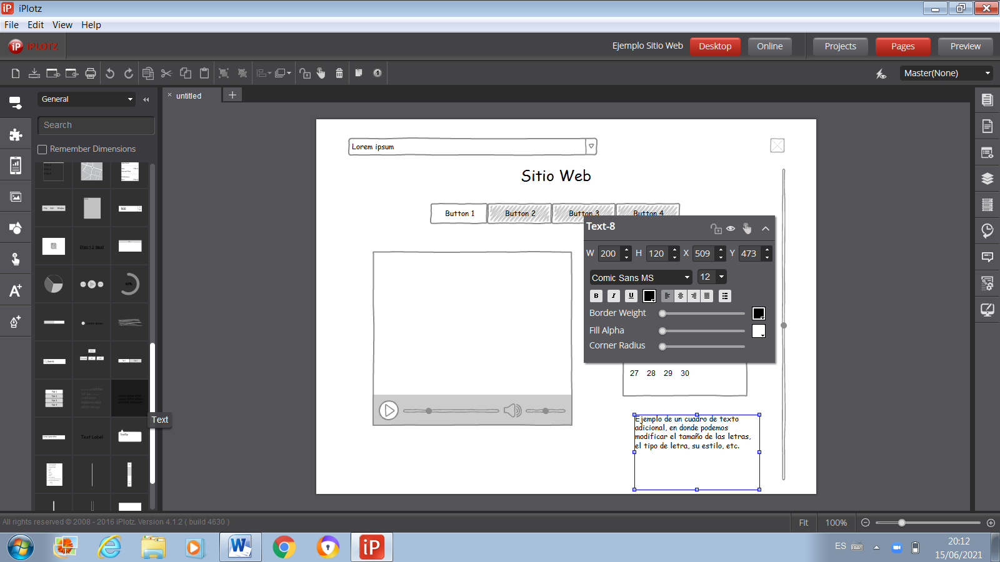 iPlotz
File Edit View Help
iP IPLOTZ
Ejemplo Sitio Web Desktop Online Projects Pages Preview
Master(None)
General
× untitled +
Search
Remember Dimensions
Lorem ipsum
Sitio Web
Button 1 Button 2 Button 3 Button 4
Text-8
W 200 H 120 X 509 Y 473
Comic Sans MS 12
B I U
Border Weight
Fill Alpha
Corner Radius
27 28 29 30
Text
Text Label
Ejemplo de un cuadro de texto
adicional, en donde podemos
modificar el tamaño de las letras,
el tipo de letra, su estilo, etc.
All rights reserved © 2008 - 2016 iPlotz. Version 4.1.2 ( build 4630 )
Fit 100%
ES
20:12
15/06/2021